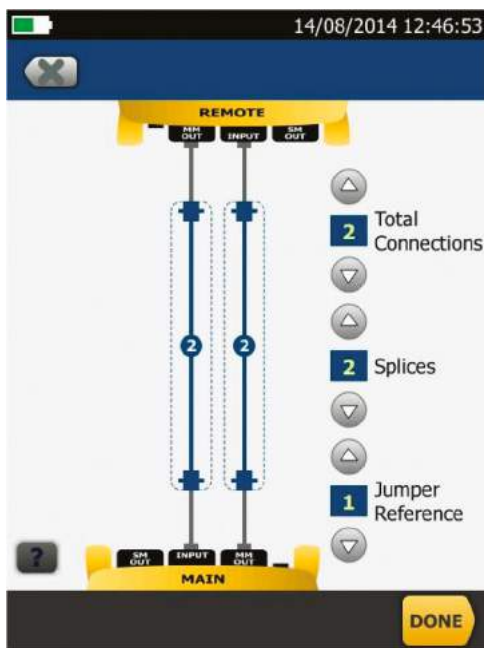 14/08/2014 12:46:53
REMOTE
MM OUT
INPUT
SM OUT
2
Total
Connections
2
2
2
Splices
1
Jumper
Reference
?
SM OUT
INPUT
MM OUT
MAIN
DONE